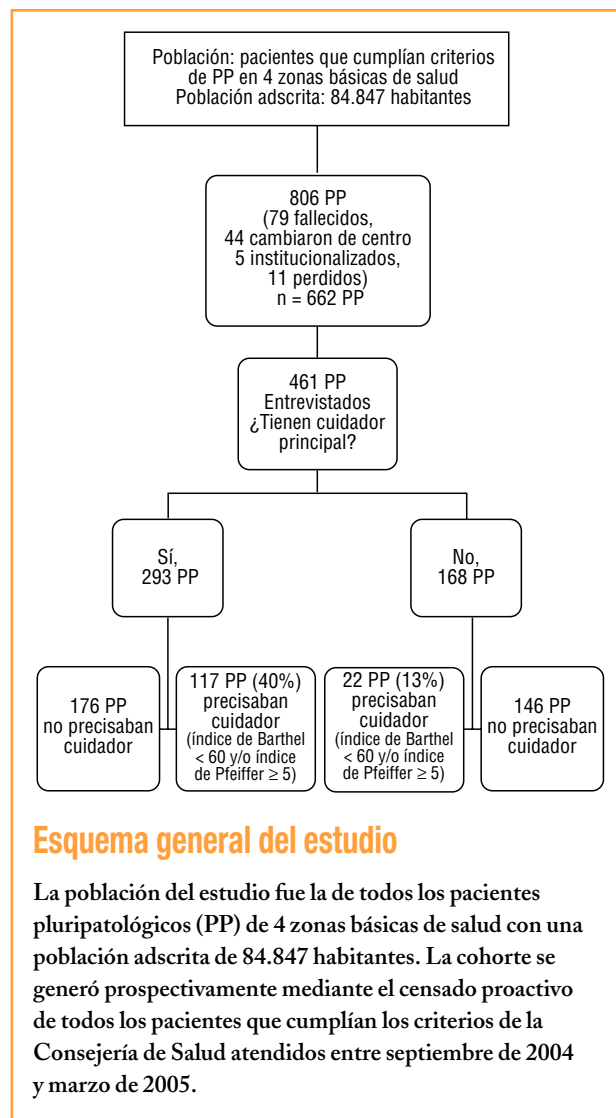 Población: pacientes que cumplían criterios
de PP en 4 zonas básicas de salud
Población adscrita: 84.847 habitantes
806 PP
(79 fallecidos,
44 cambiaron de centro
5 institucionalizados,
11 perdidos)
n = 662 PP
461 PP
Entrevistados
¿Tienen cuidador
principal?
Sí,
293 PP
No,
168 PP
176 PP
no precisaban
cuidador
117 PP (40%)
precisaban
cuidador
(índice de Barthel
< 60 y/o índice
de Pfeiffer ≥ 5)
22 PP (13%)
precisaban
cuidador
(índice de Barthel
< 60 y/o índice
de Pfeiffer ≥ 5)
146 PP
no precisaban
cuidador
Esquema general del estudio
La población del estudio fue la de todos los pacientes
pluripatológicos (PP) de 4 zonas básicas de salud con una
población adscrita de 84.847 habitantes. La cohorte se
generó prospectivamente mediante el censado proactivo
de todos los pacientes que cumplían los criterios de la
Consejería de Salud atendidos entre septiembre de 2004
y marzo de 2005.